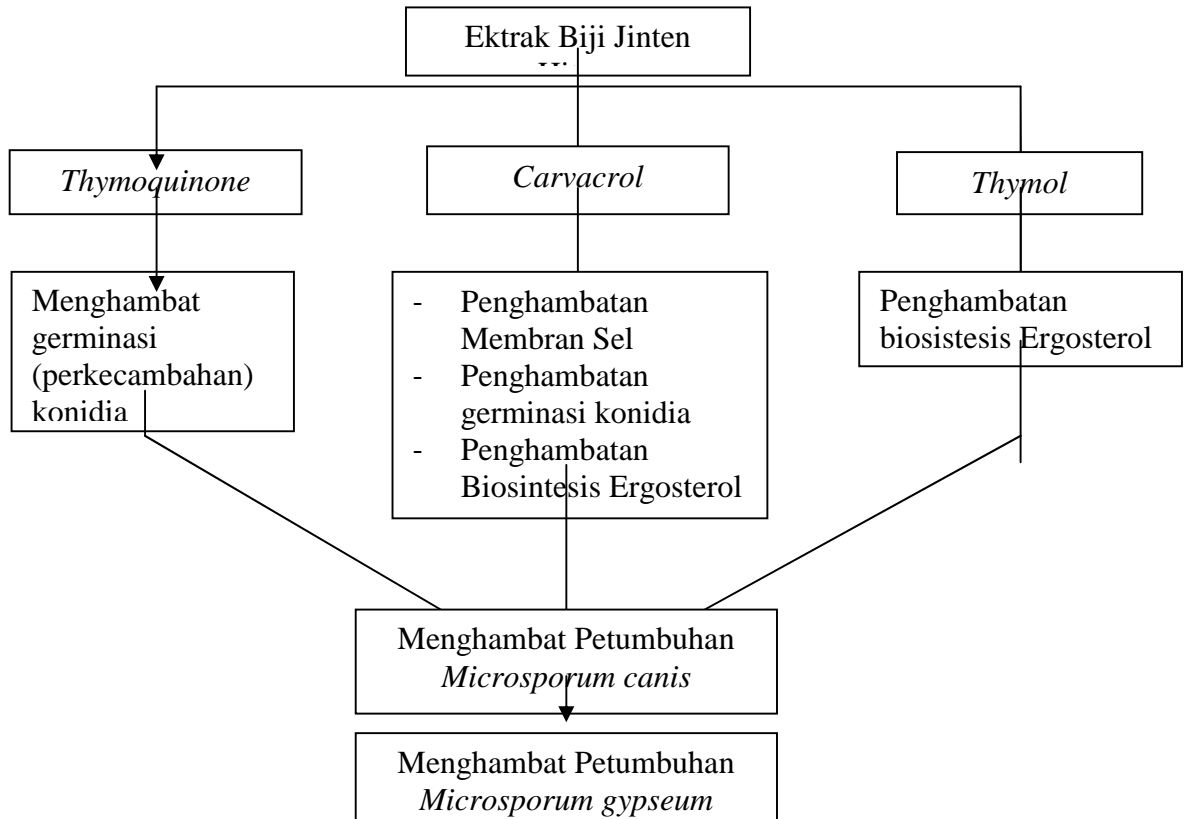 Ektrak Biji Jinten
Thymoquinone
Carvacrol
Thymol
Menghambat
germinasi
(perkecambahan)
konidia
- Penghambatan
Membran Sel
- Penghambatan
germinasi konidia
- Penghambatan
Biosintesis Ergosterol
Penghambatan
biosistesis Ergosterol
Menghambat Petumbuhan
Microsporum canis
Menghambat Petumbuhan
Microsporum gypseum